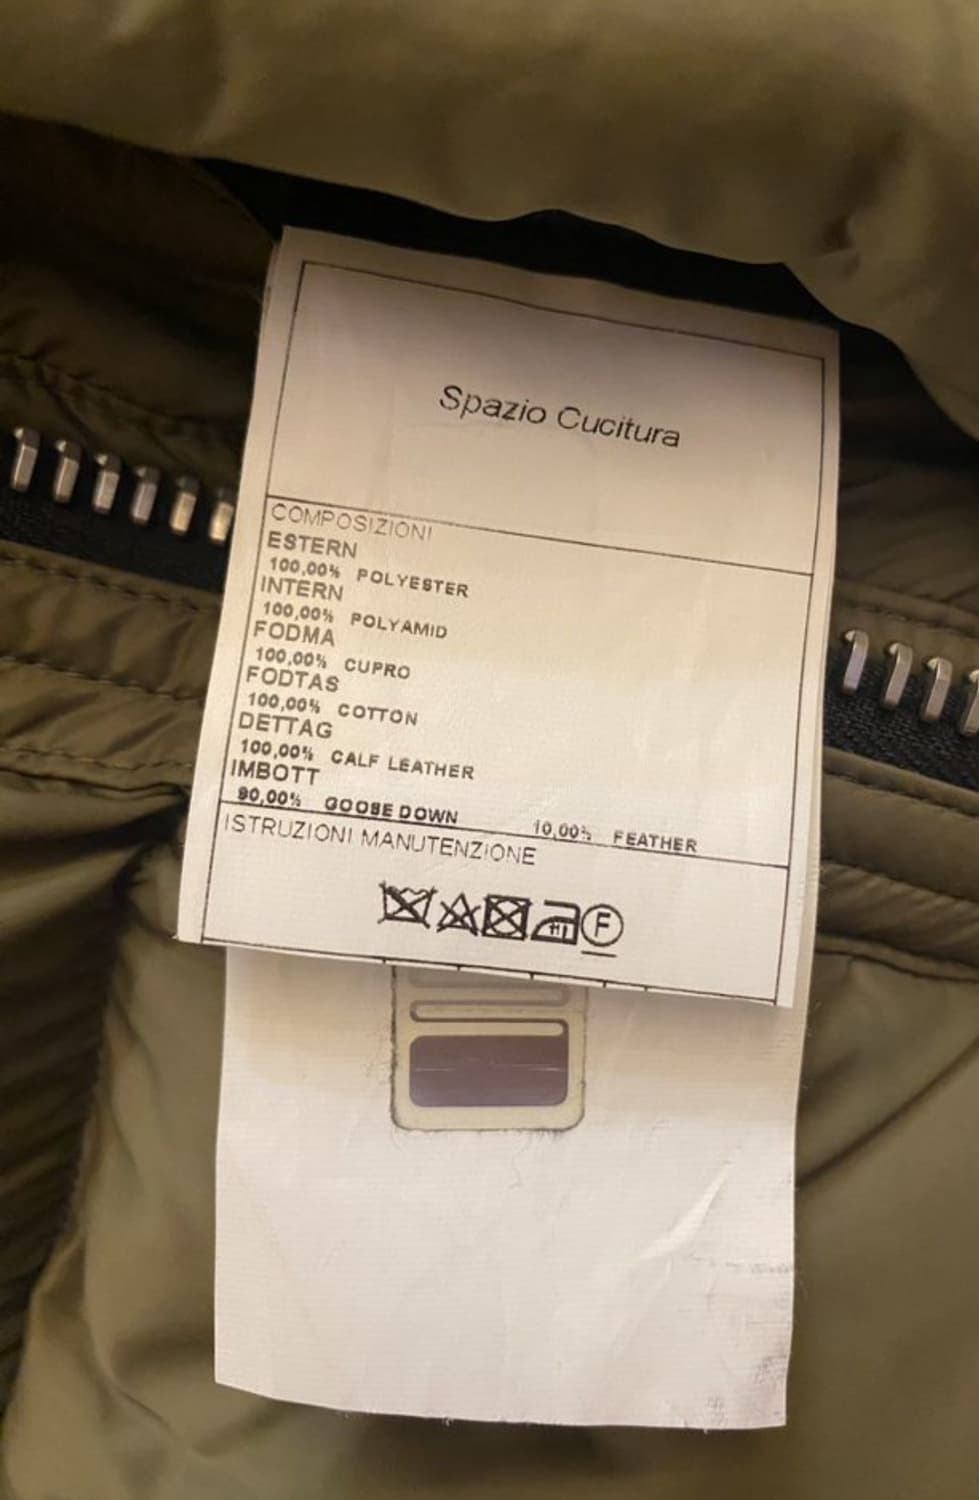 Spazio Cucitura
COMPOSIZIONI
ESTERN
100,00% POLYESTER
INTERN
100,00% POLYAMID
FODMA
100,00% CUPRO
FODTAS
100,00% COTTON
DETTAG
100,00% CALF LEATHER
IMBOTT
90,00% GOOSE DOWN 10,00% FEATHER
ISTRUZIONI MANUTENZIONE
F